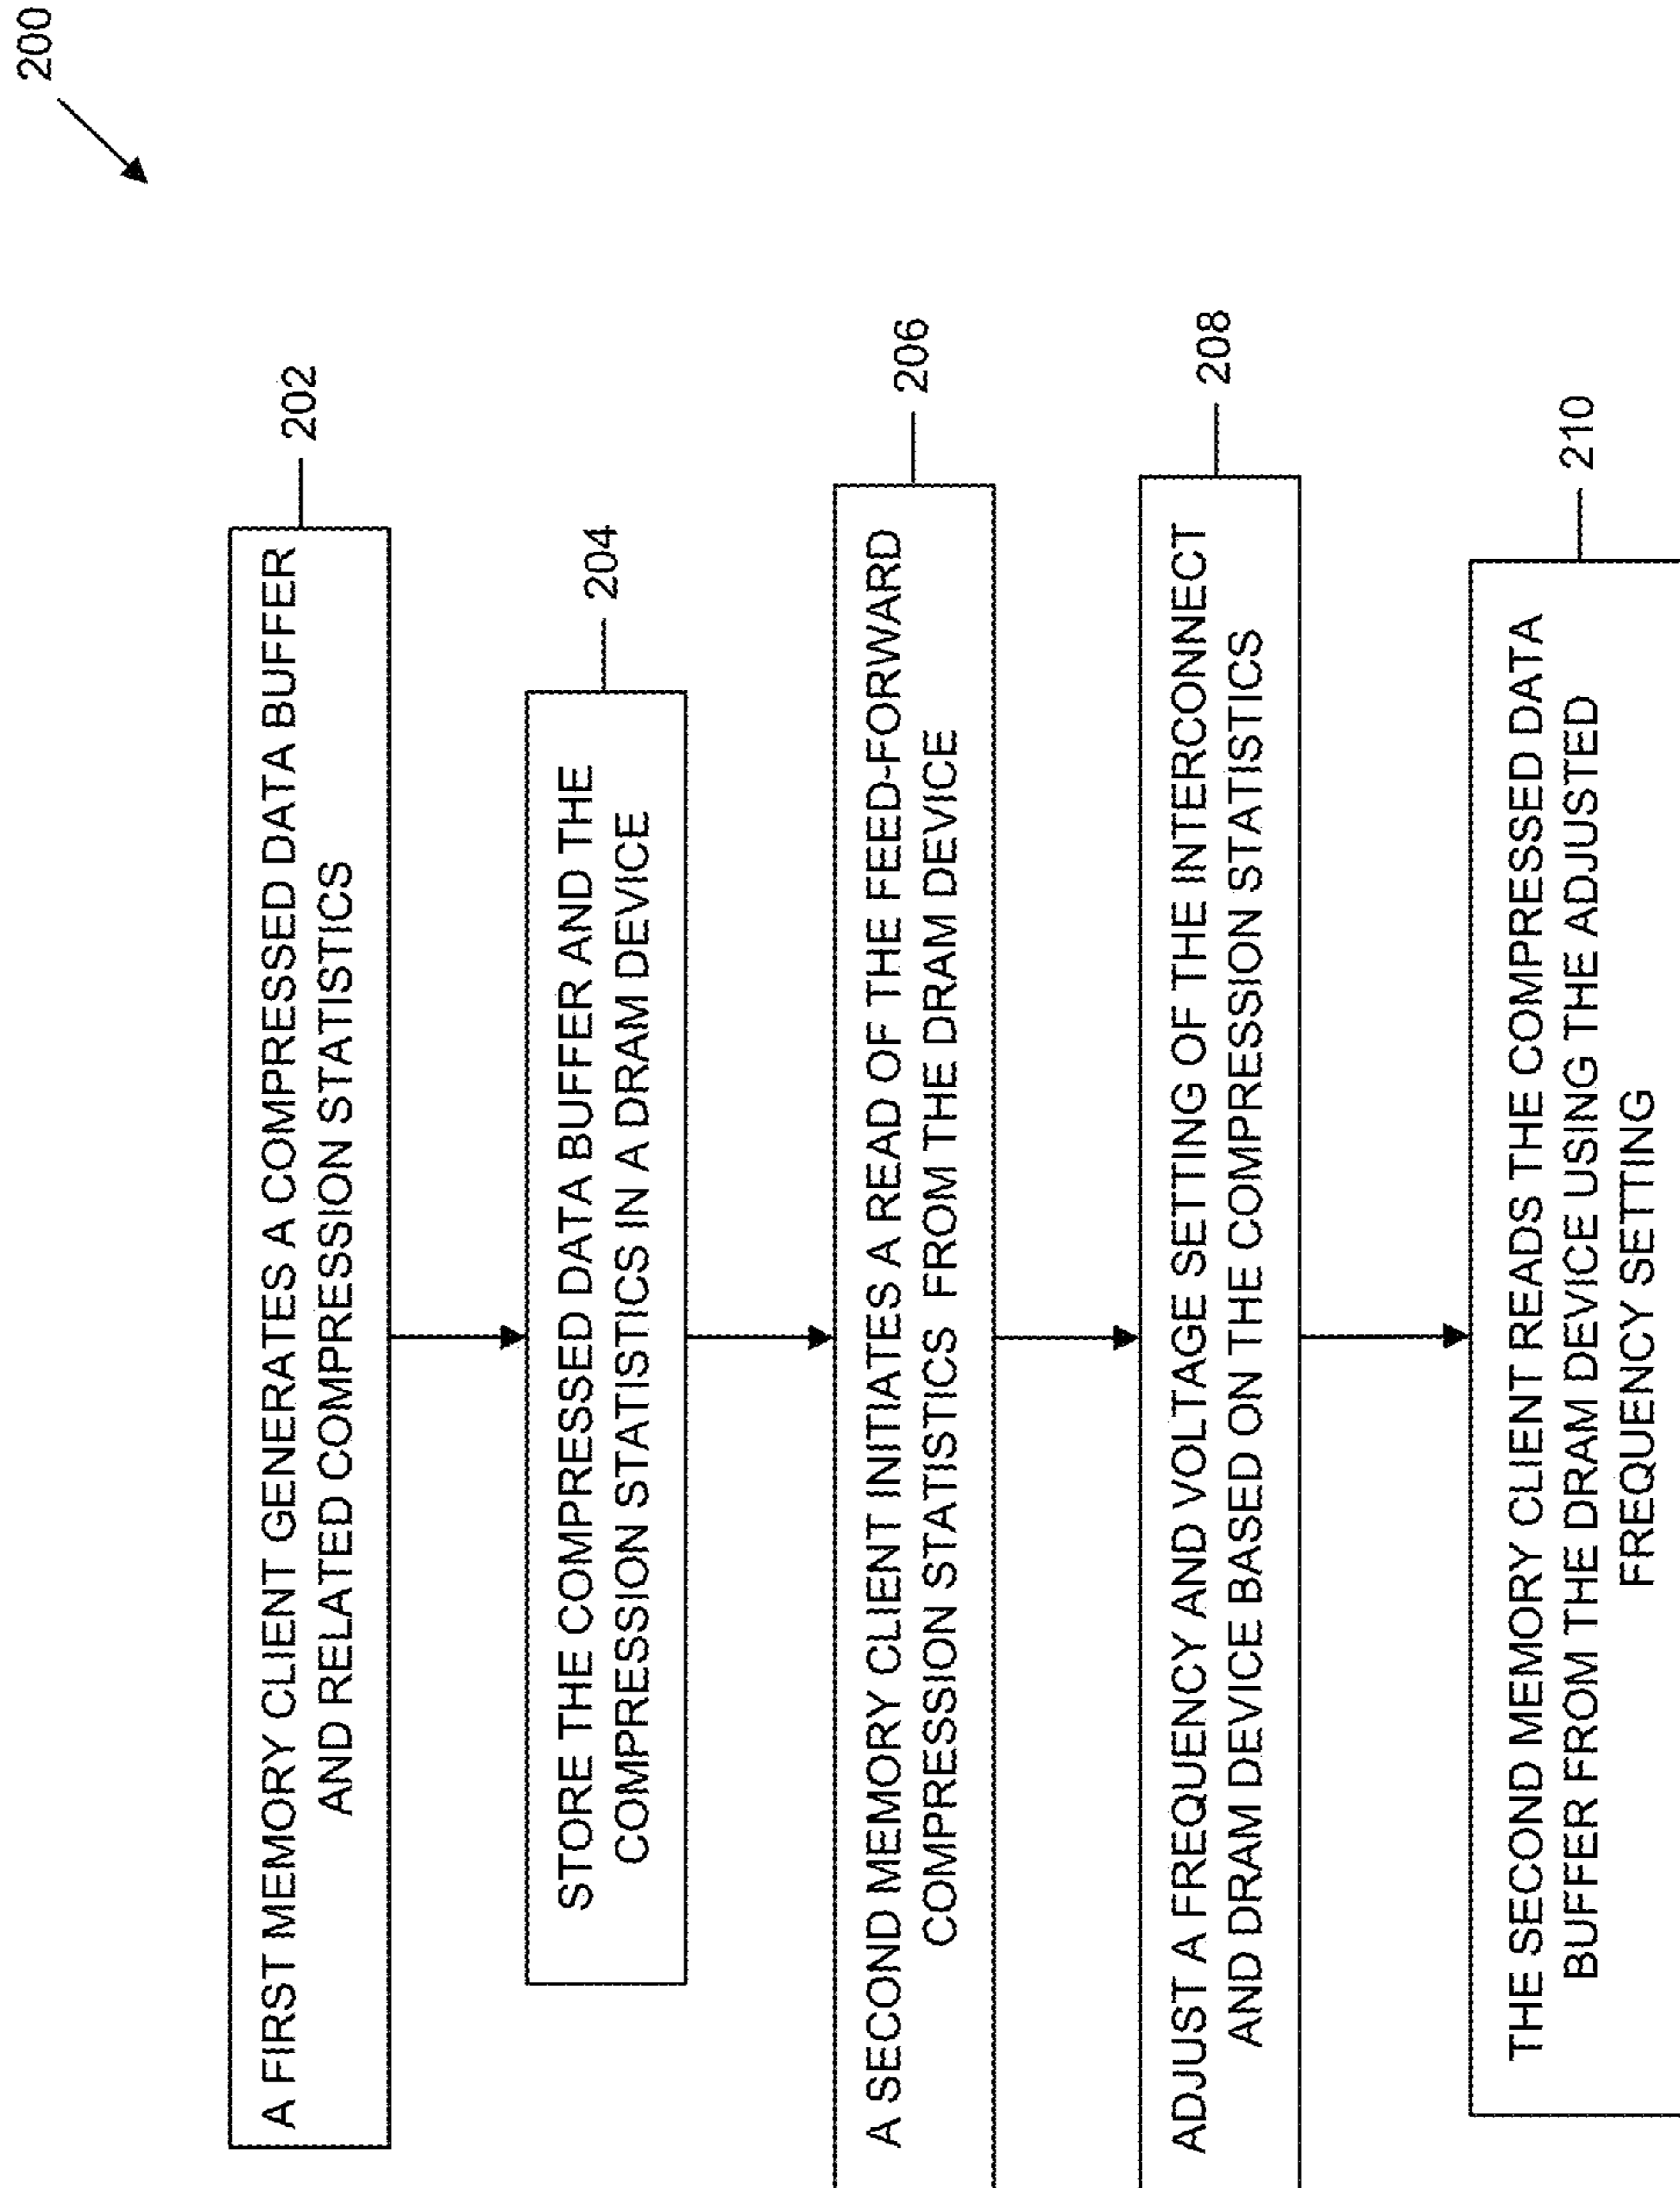 200
A FIRST MEMORY CLIENT GENERATES A COMPRESSED DATA BUFFER
AND RELATED COMPRESSION STATISTICS
202
STORE THE COMPRESSED DATA BUFFER AND THE
COMPRESSION STATISTICS IN A DRAM DEVICE
204
A SECOND MEMORY CLIENT INITIATES A READ OF THE FEED-FORWARD
COMPRESSION STATISTICS FROM THE DRAM DEVICE
206
ADJUST A FREQUENCY AND VOLTAGE SETTING OF THE INTERCONNECT
AND DRAM DEVICE BASED ON THE COMPRESSION STATISTICS
208
THE SECOND MEMORY CLIENT READS THE COMPRESSED DATA
BUFFER FROM THE DRAM DEVICE USING THE ADJUSTED
FREQUENCY SETTING
210